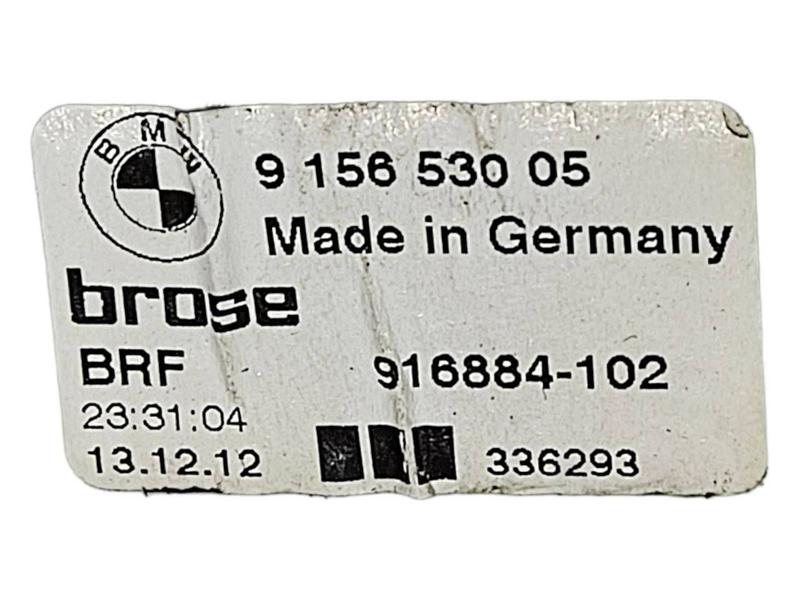 BMW
9 156 530 05
Made in Germany
brose
BRF 916884-102
23:31:04
13.12.12 336293